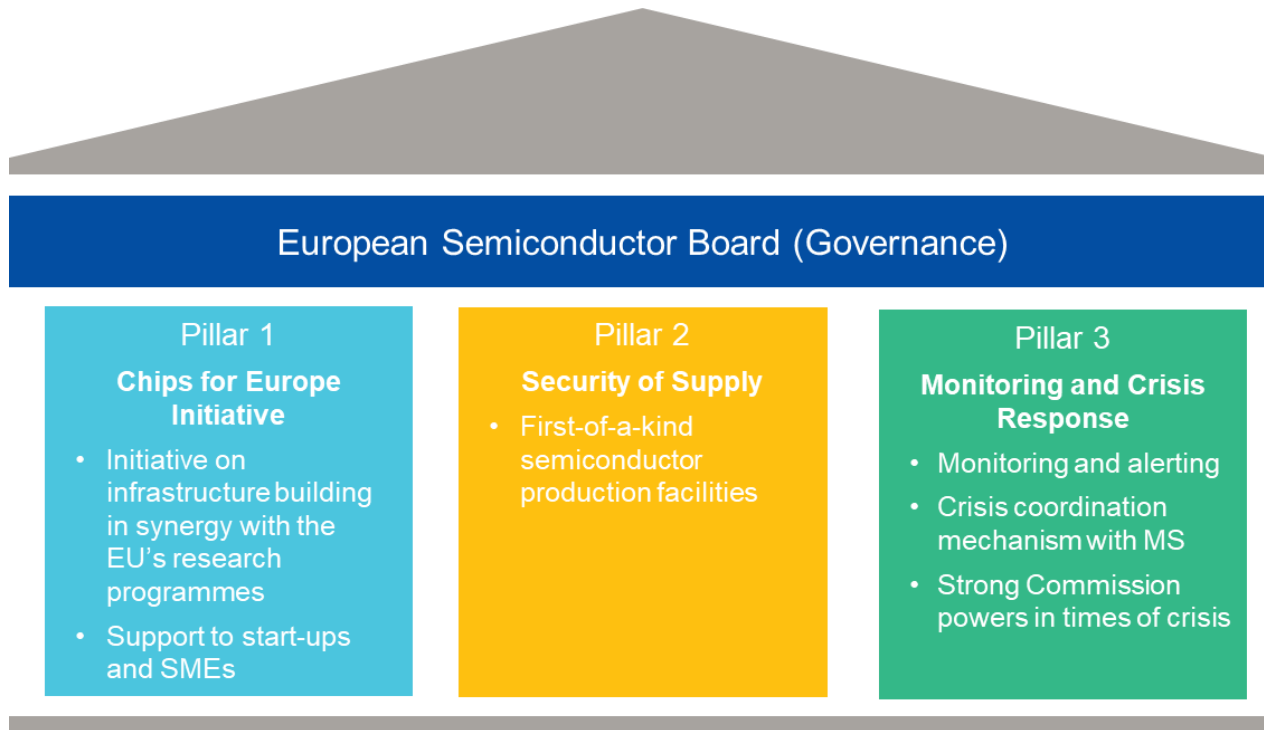 European Semiconductor Board (Governance)
Pillar 1
Chips for Europe
Initiative
• Initiative on
infrastructure building
in synergy with the
EU's research
programmes
• Support to start-ups
and SMEs
Pillar 2
Security of Supply
• First-of-a-kind
semiconductor
production facilities
Pillar 3
Monitoring and Crisis
Response
• Monitoring and alerting
• Crisis coordination
mechanism with MS
• Strong Commission
powers in times of crisis